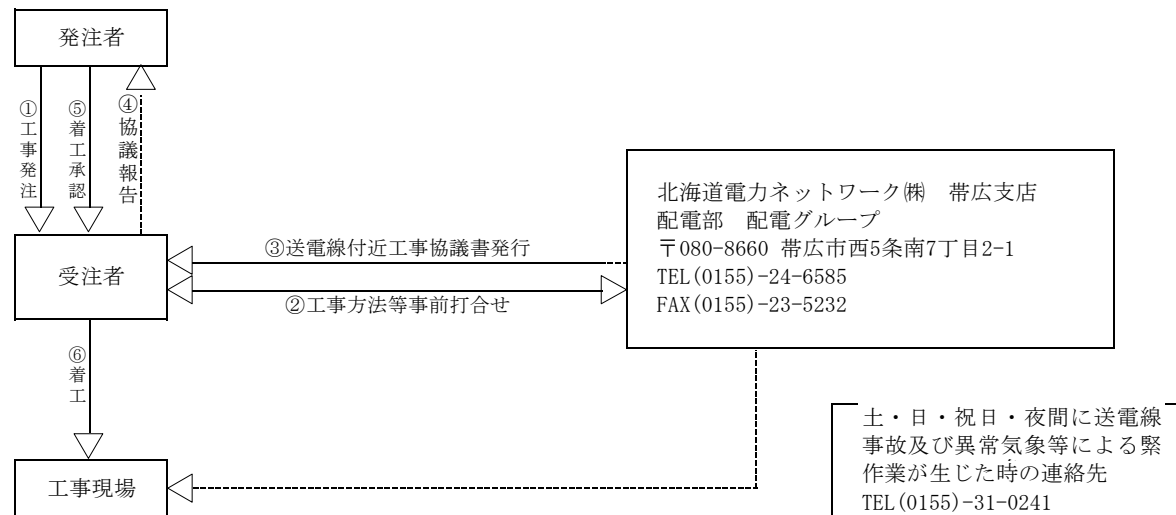 発注者
①工事発注
⑤着工承認
④協議報告
北海道電力ネットワーク㈱　帯広支店
配電部　配電グループ
〒080-8660 帯広市西5条南7丁目2-1
TEL(0155)-24-6585
FAX(0155)-23-5232
③送電線付近工事協議書発行
受注者
②工事方法等事前打合せ
⑥着工
土・日・祝日・夜間に送電線
事故及び異常気象等による緊
作業が生じた時の連絡先
TEL(0155)-31-0241
工事現場